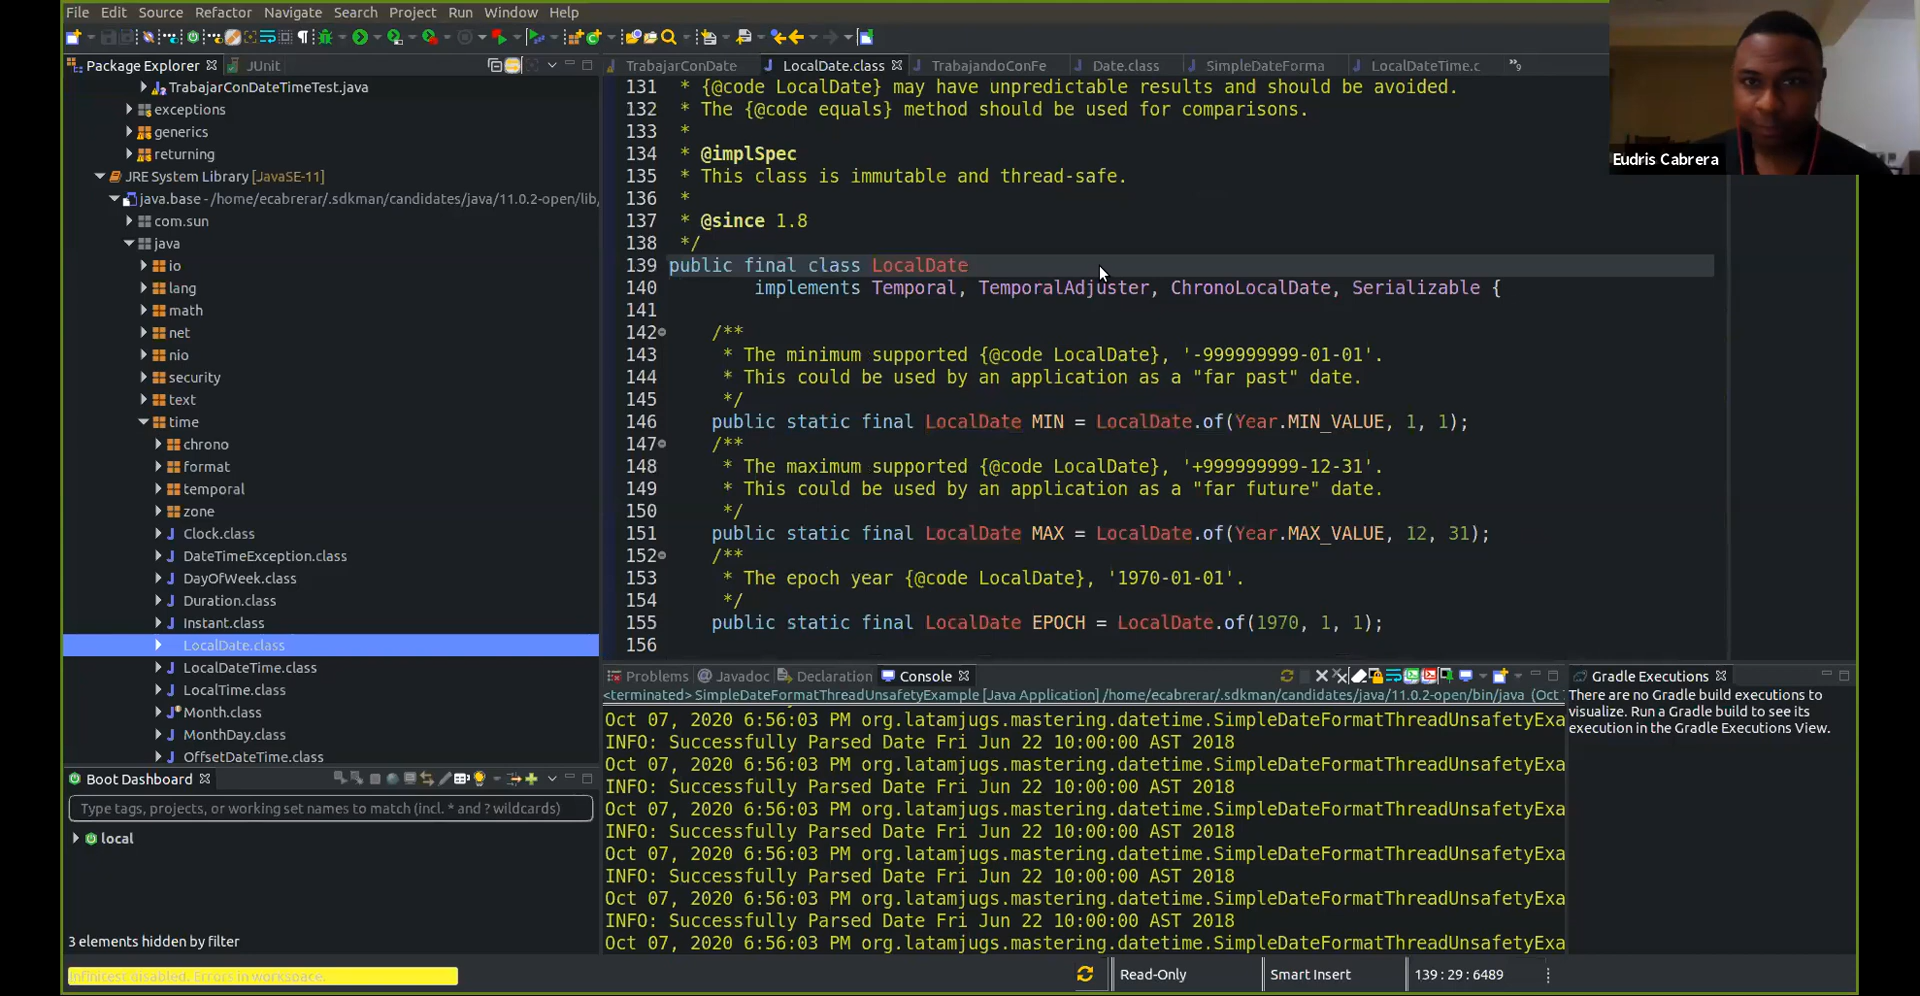 File Edit Source Refactor Navigate Search Project Run Window Help
Package Explorer JUnit
TrabajarConDateTimeTest.java
exceptions
generics
returning
JRE System Library [JavaSE-11]
java.base - /home/ecabrerar/.sdkman/candidates/java/11.0.2-open/lib/
com.sun
java
io
lang
math
net
nio
security
text
time
chrono
format
temporal
zone
Clock.class
DateTimeException.class
DayOfWeek.class
Duration.class
Instant.class
LocalDate.class
LocalDateTime.class
LocalTime.class
Month.class
MonthDay.class
OffsetDateTime.class
Boot Dashboard
Type tags, projects, or working set names to match (incl. * and ? wildcards)
local
3 elements hidden by filter
Infinitest disabled. Errors in workspace.
TrabajarConDate LocalDate.class TrabajandoConFe Date.class SimpleDateForma LocalDateTime.c »9
131 * {@code LocalDate} may have unpredictable results and should be avoided.
132 * The {@code equals} method should be used for comparisons.
133 *
134 * @implSpec
135 * This class is immutable and thread-safe.
136 *
137 * @since 1.8
138 */
139 public final class LocalDate
140 implements Temporal, TemporalAdjuster, ChronoLocalDate, Serializable {
141
142 /**
143 * The minimum supported {@code LocalDate}, '-999999999-01-01'.
144 * This could be used by an application as a "far past" date.
145 */
146 public static final LocalDate MIN = LocalDate.of(Year.MIN_VALUE, 1, 1);
147 /**
148 * The maximum supported {@code LocalDate}, '+999999999-12-31'.
149 * This could be used by an application as a "far future" date.
150 */
151 public static final LocalDate MAX = LocalDate.of(Year.MAX_VALUE, 12, 31);
152 /**
153 * The epoch year {@code LocalDate}, '1970-01-01'.
154 */
155 public static final LocalDate EPOCH = LocalDate.of(1970, 1, 1);
156
Eudris Cabrera
Problems @ Javadoc Declaration Console
<terminated> SimpleDateFormatThreadUnsafetyExample [Java Application] /home/ecabrerar/.sdkman/candidates/java/11.0.2-open/bin/java (Oct
Oct 07, 2020 6:56:03 PM org.latamjugs.mastering.datetime.SimpleDateFormatThreadUnsafetyExa
INFO: Successfully Parsed Date Fri Jun 22 10:00:00 AST 2018
Oct 07, 2020 6:56:03 PM org.latamjugs.mastering.datetime.SimpleDateFormatThreadUnsafetyExa
INFO: Successfully Parsed Date Fri Jun 22 10:00:00 AST 2018
Oct 07, 2020 6:56:03 PM org.latamjugs.mastering.datetime.SimpleDateFormatThreadUnsafetyExa
INFO: Successfully Parsed Date Fri Jun 22 10:00:00 AST 2018
Oct 07, 2020 6:56:03 PM org.latamjugs.mastering.datetime.SimpleDateFormatThreadUnsafetyExa
INFO: Successfully Parsed Date Fri Jun 22 10:00:00 AST 2018
Oct 07, 2020 6:56:03 PM org.latamjugs.mastering.datetime.SimpleDateFormatThreadUnsafetyExa
INFO: Successfully Parsed Date Fri Jun 22 10:00:00 AST 2018
Oct 07, 2020 6:56:03 PM org.latamjugs.mastering.datetime.SimpleDateFormatThreadUnsafetyExa
Gradle Executions
There are no Gradle build executions to
visualize. Run a Gradle build to see its
execution in the Gradle Executions View.
Read-Only Smart Insert 139 : 29 : 6489